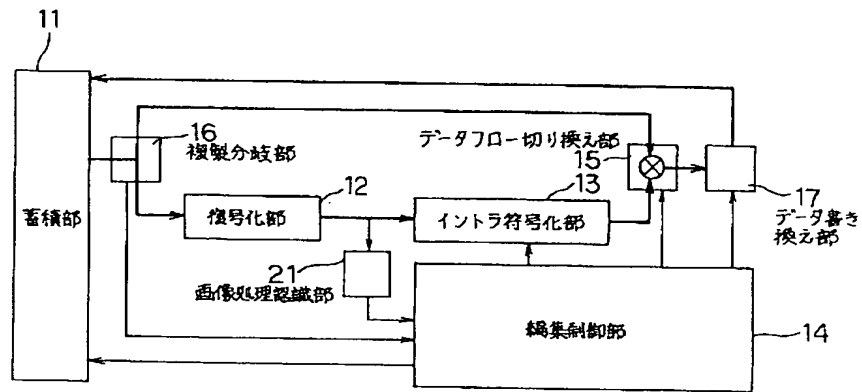 11
16
複製分岐部
データフロー切り換え部
15
12
13
17
データ書き
換え部
蓄積部
復号化部
イントラ符号化部
21
画像処理認識部
編集制御部
14